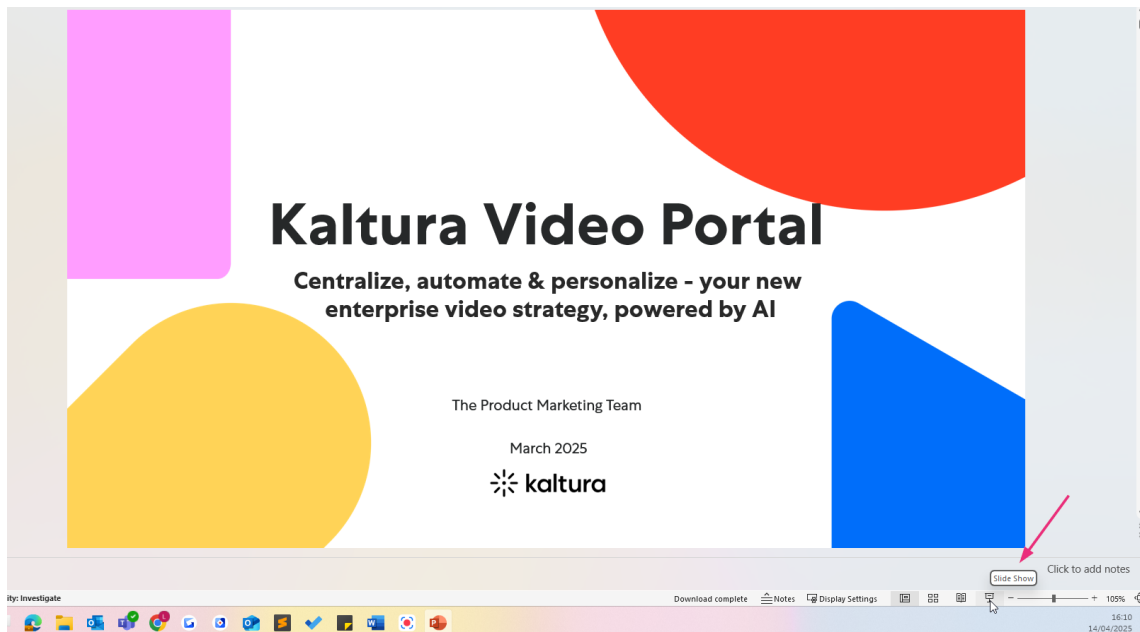 Kaltura Video Portal
Centralize, automate & personalize - your new
enterprise video strategy, powered by AI
The Product Marketing Team
March 2025
kaltura
Click to add notes
Slide Show
ity: Investigate
Download complete
Notes
Display Settings
105%
16:10
14/04/2025